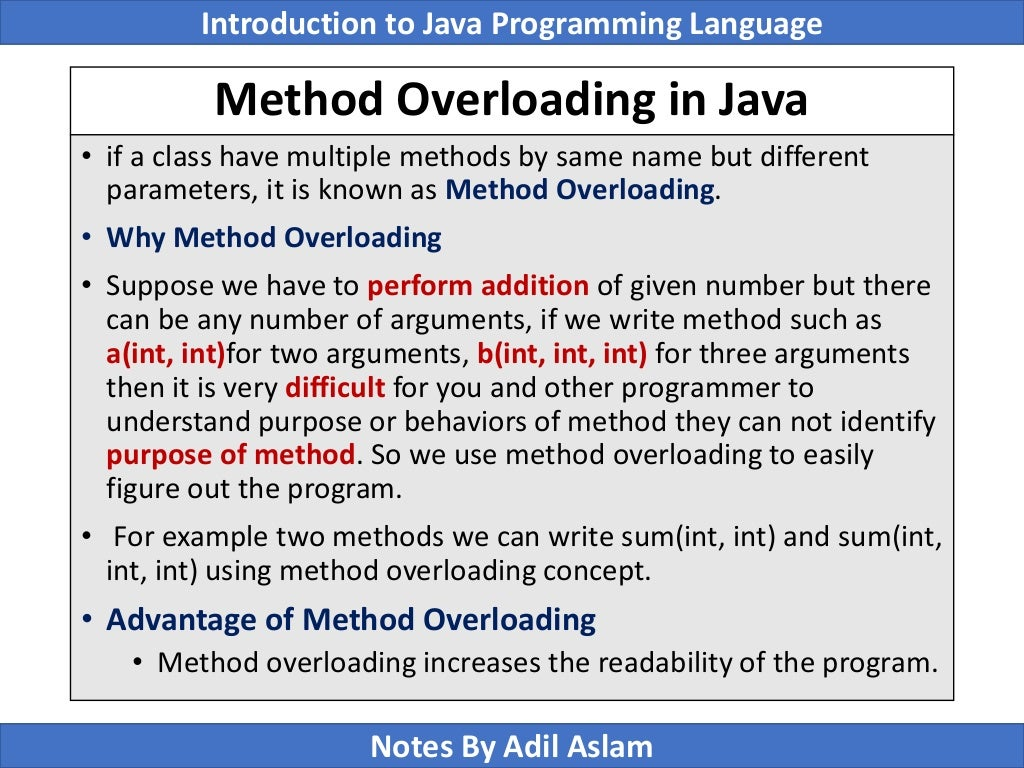 Introduction to Java Programming Language
Method Overloading in Java
• if a class have multiple methods by same name but different
parameters, it is known as Method Overloading.
• Why Method Overloading
• Suppose we have to perform addition of given number but there
can be any number of arguments, if we write method such as
a(int, int)for two arguments, b(int, int, int) for three arguments
then it is very difficult for you and other programmer to
understand purpose or behaviors of method they can not identify
purpose of method. So we use method overloading to easily
figure out the program.
• For example two methods we can write sum(int, int) and sum(int,
int, int) using method overloading concept.
• Advantage of Method Overloading
• Method overloading increases the readability of the program.
Notes By Adil Aslam